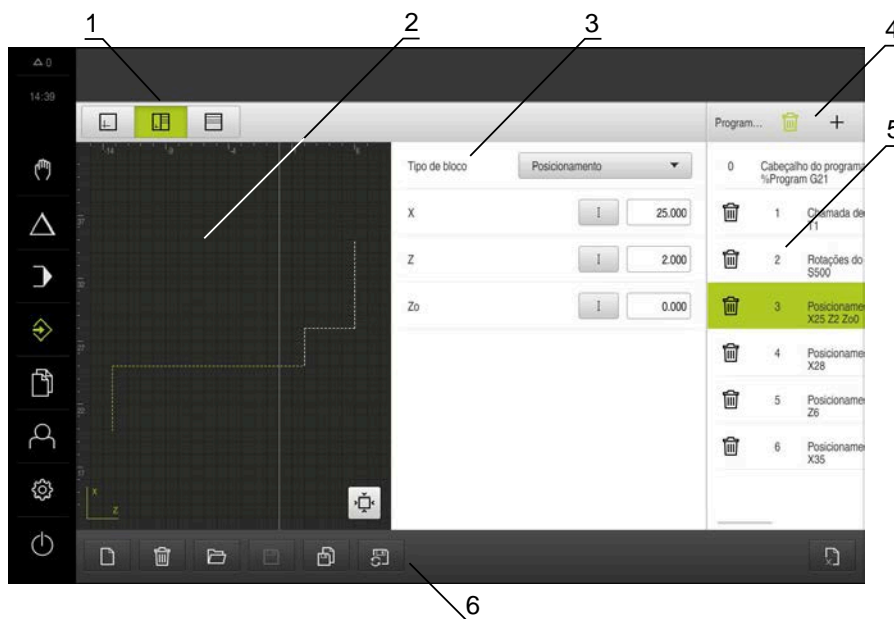 1
2
3
4
0
14:39
Program...
5
Tipo de bloco
Posicionamento
X
I
25.000
Z
I
2.000
Zo
I
0.000
0
Cabeçalho do programa
%Program G21
1
Chamada de
T1
2
Rotações do
S500
3
Posicioname
X25 Z2 Zo0
4
Posicioname
X28
5
Posicioname
Z6
6
Posicioname
X35
X
Z
6